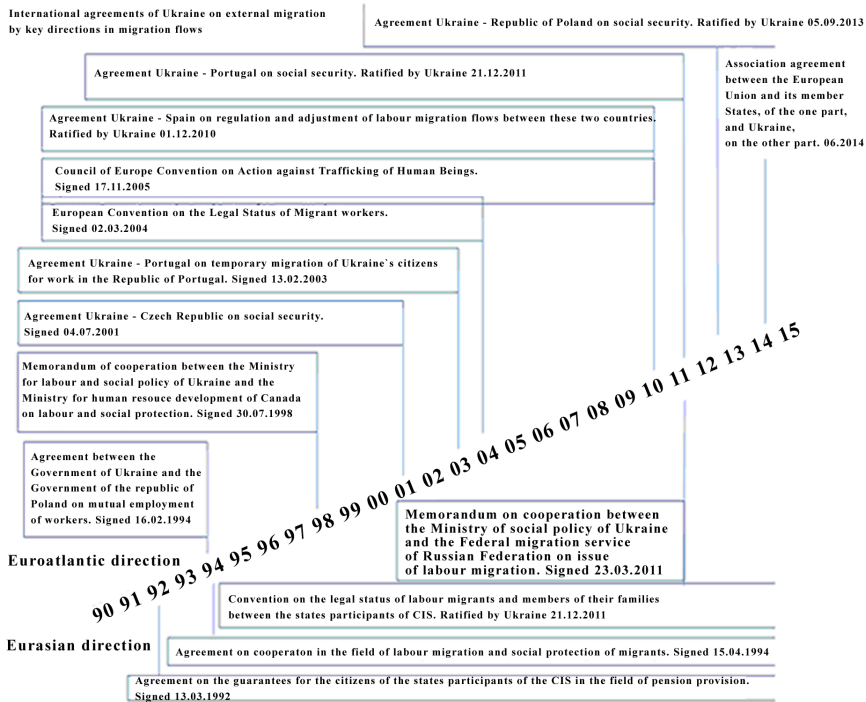 International agreements of Ukraine on external migration
by key directions in migration flows
Agreement Ukraine - Republic of Poland on social security. Ratified by Ukraine 05.09.2013
Association agreement
between the European
Union and its member
States, of the one part,
and Ukraine,
on the other part. 06.2014
Agreement Ukraine - Portugal on social security. Ratified by Ukraine 21.12.2011
Agreement Ukraine - Spain on regulation and adjustment of labour migration flows between these two countries.
Ratified by Ukraine 01.12.2010
Council of Europe Convention on Action against Trafficking of Human Beings.
Signed 17.11.2005
European Convention on the Legal Status of Migrant workers.
Signed 02.03.2004
Agreement Ukraine - Portugal on temporary migration of Ukraine`s citizens
for work in the Republic of Portugal. Signed 13.02.2003
Agreement Ukraine - Czech Republic on social security.
Signed 04.07.2001
Memorandum of cooperation between the Ministry
for labour and social policy of Ukraine and the
Ministry for human resouce development of Canada
on labour and social protection. Signed 30.07.1998
Agreement between the
Government of Ukraine and the
Government of the republic of
Poland on mutual employment
of workers. Signed 16.02.1994
Euroatlantic direction
90 91 92 93 94 95 96 97 98 99 00 01 02 03 04 05 06 07 08 09 10 11 12 13 14 15
Memorandum on cooperation between
the Ministry of social policy of Ukraine
and the Federal migration service
of Russian Federation on issue
of labour migration. Signed 23.03.2011
Convention on the legal status of labour migrants and members of their families
between the states participants of CIS. Ratified by Ukraine 21.12.2011
Eurasian direction
Agreement on cooperaton in the field of labour migration and social protection of migrants. Signed 15.04.1994
Agreement on the guarantees for the citizens of the states participants of the CIS in the field of pension provision.
Signed 13.03.1992